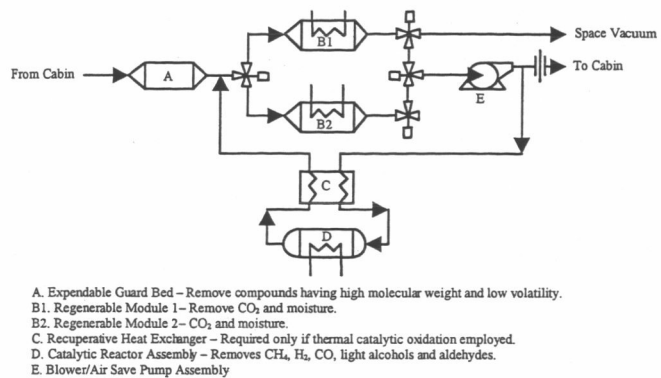 B1
Space Vacuum
From Cabin
A
To Cabin
E
B2
C
D
A. Expendable Guard Bed – Remove compounds having high molecular weight and low volatility.
B1. Regenerable Module 1– Remove CO₂ and moisture.
B2. Regenerable Module 2– CO₂ and moisture.
C. Recuperative Heat Exchanger – Required only if thermal catalytic oxidation employed.
D. Catalytic Reactor Assembly – Removes CH₄, H₂, CO, light alcohols and aldehydes.
E. Blower/Air Save Pump Assembly